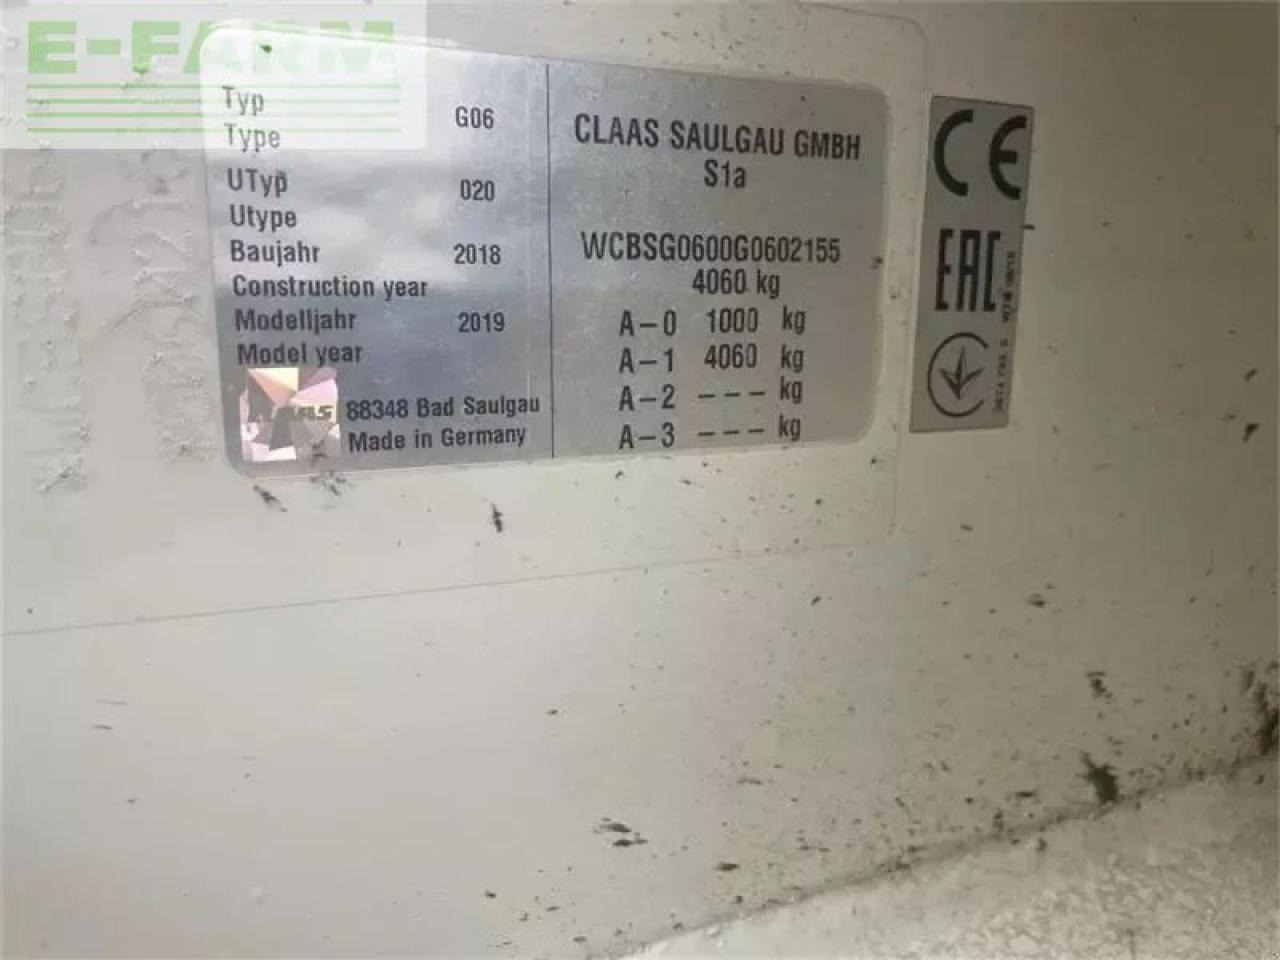 E-FARM
Typ
Type G06
UTyp
Utype 020
Baujahr
Construction year 2018
Modelljahr
Model year 2019
88348 Bad Saulgau
Made in Germany
CLAAS SAULGAU GMBH
S1a
WCBSG0600G0602155
4060 kg
A-0 1000 kg
A-1 4060 kg
A-2 --- kg
A-3 --- kg
CE
EAC